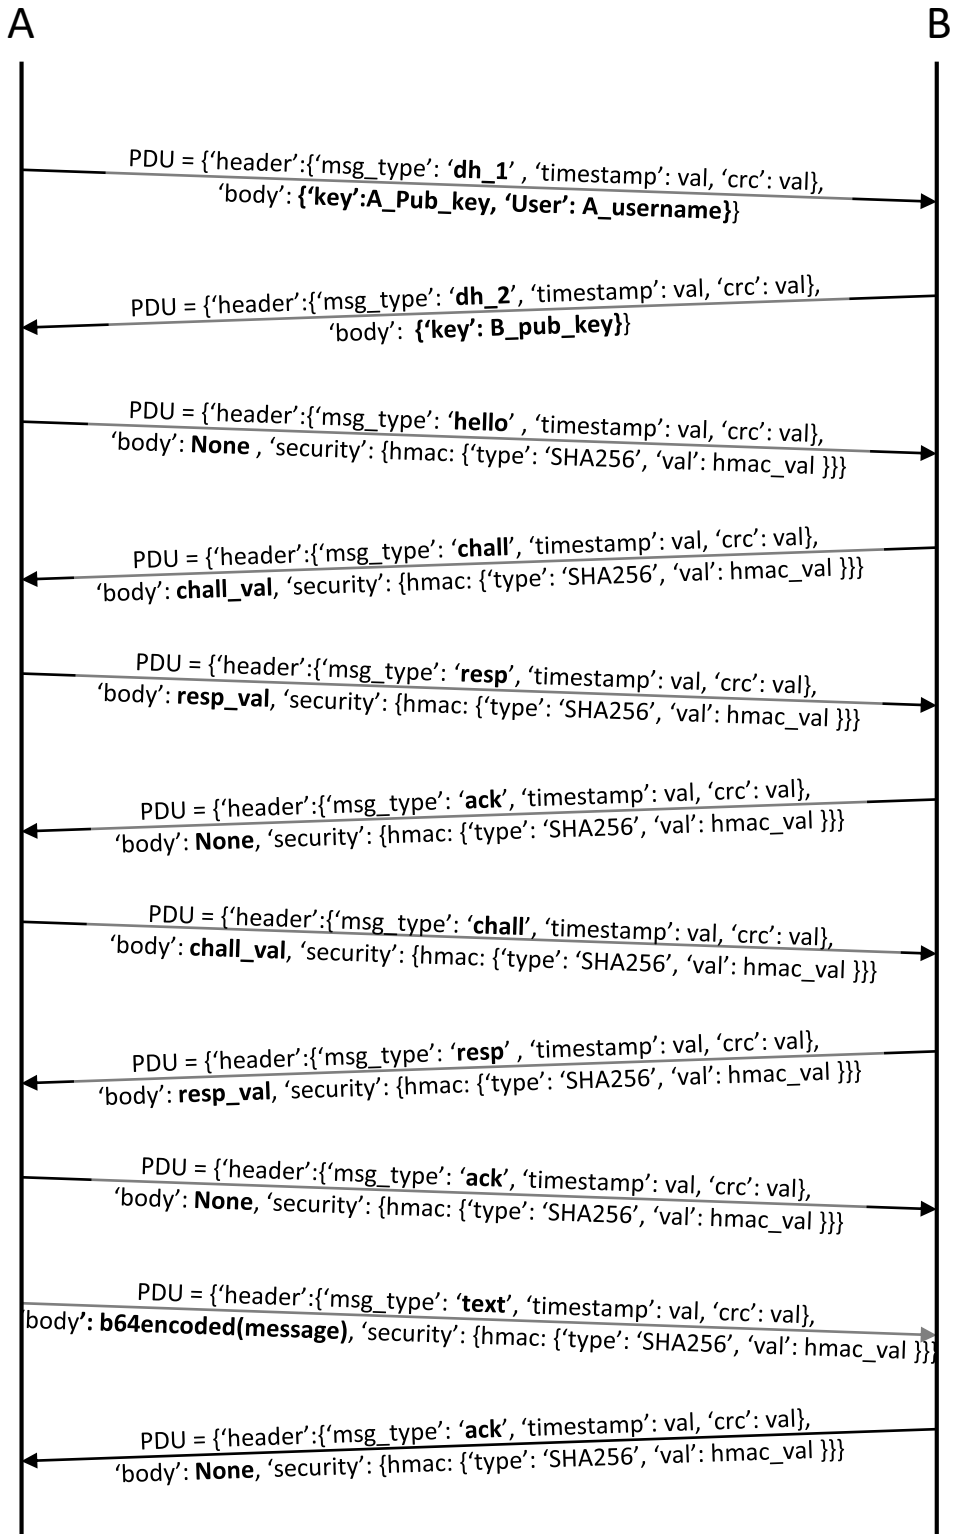 A
B
PDU = {‘header’:{‘msg_type’: ‘dh_1’ , ‘timestamp’: val, ‘crc’: val},
‘body’: {‘key’:A_Pub_key, ‘User’: A_username}}
PDU = {‘header’:{‘msg_type’: ‘dh_2’, ‘timestamp’: val, ‘crc’: val},
‘body’: {‘key’: B_pub_key}}
PDU = {‘header’:{‘msg_type’: ‘hello’ , ‘timestamp’: val, ‘crc’: val},
‘body’: None , ‘security’: {hmac: {‘type’: ‘SHA256’, ‘val’: hmac_val }}}
PDU = {‘header’:{‘msg_type’: ‘chall’, ‘timestamp’: val, ‘crc’: val},
‘body’: chall_val, ‘security’: {hmac: {‘type’: ‘SHA256’, ‘val’: hmac_val }}}
PDU = {‘header’:{‘msg_type’: ‘resp’, ‘timestamp’: val, ‘crc’: val},
‘body’: resp_val, ‘security’: {hmac: {‘type’: ‘SHA256’, ‘val’: hmac_val }}}
PDU = {‘header’:{‘msg_type’: ‘ack’, ‘timestamp’: val, ‘crc’: val},
‘body’: None, ‘security’: {hmac: {‘type’: ‘SHA256’, ‘val’: hmac_val }}}
PDU = {‘header’:{‘msg_type’: ‘chall’, ‘timestamp’: val, ‘crc’: val},
‘body’: chall_val, ‘security’: {hmac: {‘type’: ‘SHA256’, ‘val’: hmac_val }}}
PDU = {‘header’:{‘msg_type’: ‘resp’ , ‘timestamp’: val, ‘crc’: val},
‘body’: resp_val, ‘security’: {hmac: {‘type’: ‘SHA256’, ‘val’: hmac_val }}}
PDU = {‘header’:{‘msg_type’: ‘ack’, ‘timestamp’: val, ‘crc’: val},
‘body’: None, ‘security’: {hmac: {‘type’: ‘SHA256’, ‘val’: hmac_val }}}
PDU = {‘header’:{‘msg_type’: ‘text’, ‘timestamp’: val, ‘crc’: val},
‘body’: b64encoded(message), ‘security’: {hmac: {‘type’: ‘SHA256’, ‘val’: hmac_val }}}
PDU = {‘header’:{‘msg_type’: ‘ack’, ‘timestamp’: val, ‘crc’: val},
‘body’: None, ‘security’: {hmac: {‘type’: ‘SHA256’, ‘val’: hmac_val }}}